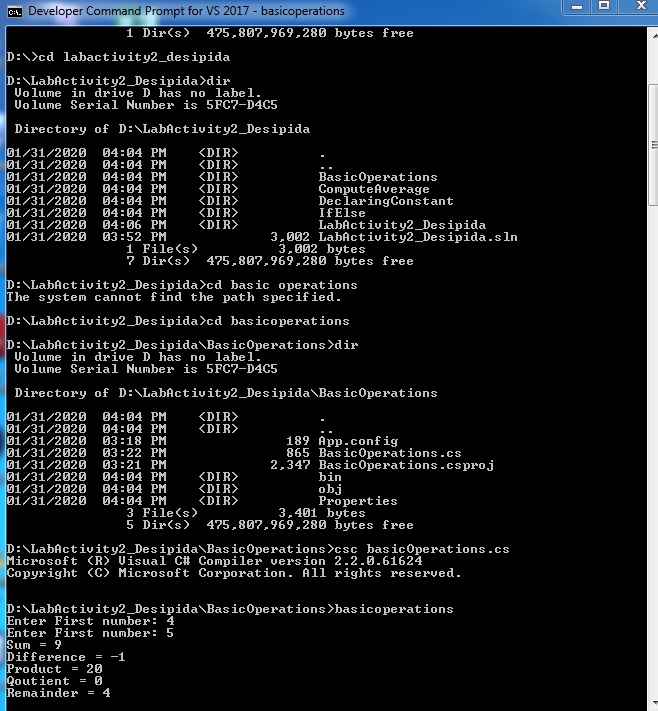 Developer Command Prompt for VS 2017 - basicoperations
1 Dir(s)  475,807,969,280 bytes free
D:\>cd labactivity2_desipida
D:\LabActivity2_Desipida>dir
Volume in drive D has no label.
Volume Serial Number is 5FC7-D4C5
Directory of D:\LabActivity2_Desipida
01/31/2020  04:04 PM    <DIR>          .
01/31/2020  04:04 PM    <DIR>          ..
01/31/2020  04:04 PM    <DIR>          BasicOperations
01/31/2020  04:04 PM    <DIR>          ComputeAverage
01/31/2020  04:04 PM    <DIR>          DeclaringConstant
01/31/2020  04:04 PM    <DIR>          IfElse
01/31/2020  04:06 PM    <DIR>          LabActivity2_Desipida
01/31/2020  03:52 PM             3,002 LabActivity2_Desipida.sln
1 File(s)          3,002 bytes
7 Dir(s)  475,807,969,280 bytes free
D:\LabActivity2_Desipida>cd basic operations
The system cannot find the path specified.
D:\LabActivity2_Desipida>cd basicoperations
D:\LabActivity2_Desipida\BasicOperations>dir
Volume in drive D has no label.
Volume Serial Number is 5FC7-D4C5
Directory of D:\LabActivity2_Desipida\BasicOperations
01/31/2020  04:04 PM    <DIR>          .
01/31/2020  04:04 PM    <DIR>          ..
01/31/2020  03:18 PM               189 App.config
01/31/2020  03:22 PM               865 BasicOperations.cs
01/31/2020  03:21 PM             2,347 BasicOperations.csproj
01/31/2020  04:04 PM    <DIR>          bin
01/31/2020  04:04 PM    <DIR>          obj
01/31/2020  04:04 PM    <DIR>          Properties
3 File(s)          3,401 bytes
5 Dir(s)  475,807,969,280 bytes free
D:\LabActivity2_Desipida\BasicOperations>csc basicOperations.cs
Microsoft (R) Visual C# Compiler version 2.2.0.61624
Copyright (C) Microsoft Corporation. All rights reserved.
D:\LabActivity2_Desipida\BasicOperations>basicoperations
Enter First number: 4
Enter First number: 5
Sum = 9
Difference = -1
Product = 20
Qoutient = 0
Remainder = 4